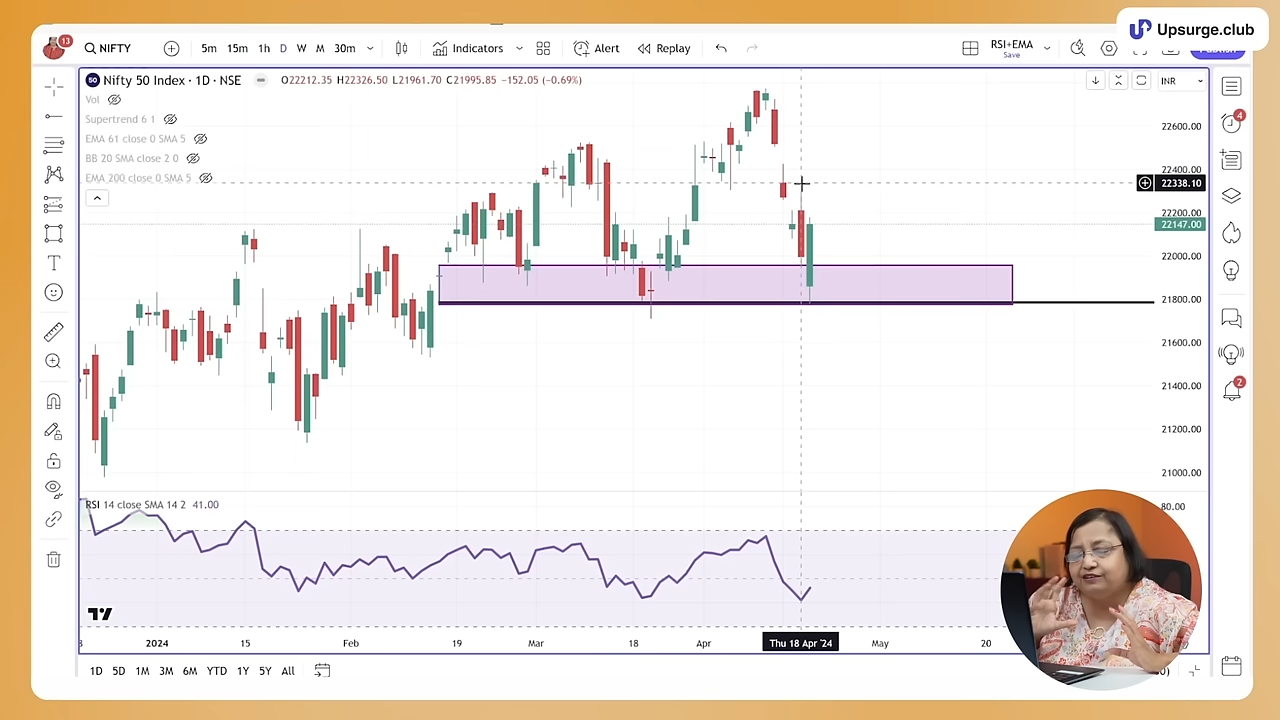 Upsurge.club
13
NIFTY
5m 15m 1h D W M 30m
Indicators
Alert
Replay
RSI+EMA
Save
50 Nifty 50 Index · 1D · NSE
O22212.35 H22326.50 L21961.70 C21995.85 -152.05 (-0.69%)
INR
Vol
Supertrend 6 1
EMA 61 close 0 SMA 5
BB 20 SMA close 2 0
EMA 200 close 0 SMA 5
22600.00
22400.00
22338.10
22200.00
22147.00
22000.00
21800.00
21600.00
21400.00
21200.00
21000.00
4
2
RSI 14 close SMA 14 2 41.00
80.00
2024 15 Feb 19 Mar 18 Apr Thu 18 Apr '24 May 20
1D 5D 1M 3M 6M YTD 1Y 5Y All